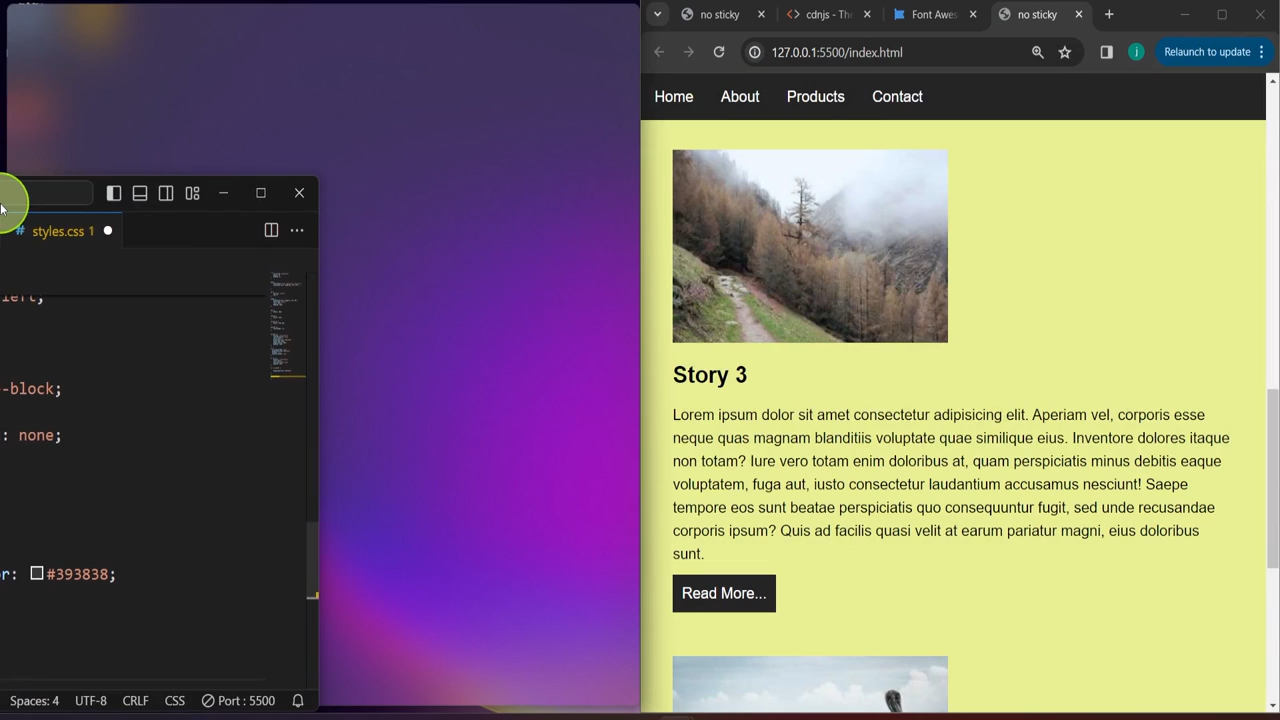 no sticky
cdnjs - Th
Font Awes
no sticky
127.0.0.1:5500/index.html
Relaunch to update
Home About Products Contact
# styles.css 1
-block;
: none;
#393838;
Spaces: 4 UTF-8 CRLF CSS Port : 5500
Story 3
Lorem ipsum dolor sit amet consectetur adipisicing elit. Aperiam vel, corporis esse
neque quas magnam blanditiis voluptate quae similique eius. Inventore dolores itaque
non totam? Iure vero totam enim doloribus at, quam perspiciatis minus debitis eaque
voluptatem, fuga aut, iusto consectetur laudantium accusamus nesciunt! Saepe
tempore eos sunt beatae perspiciatis quo consequuntur fugit, sed unde recusandae
corporis ipsum? Quis ad facilis quasi velit at earum pariatur magni, eius doloribus
sunt.
Read More...